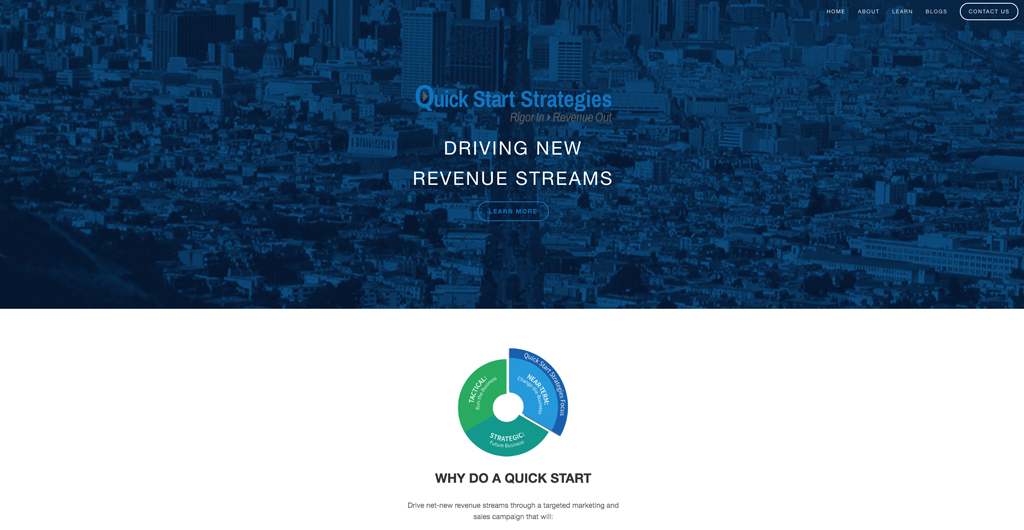 HOME ABOUT LEARN BLOGS CONTACT US
Quick Start Strategies
Rigor In Revenue Out
DRIVING NEW
REVENUE STREAMS
LEARN MORE
Quick Start Strategies Focus
TACTICAL:
Run the Business
NEAR-TERM:
Change the Business
STRATEGIC:
Future Business
WHY DO A QUICK START
Drive net-new revenue streams through a targeted marketing and
sales campaign that will: